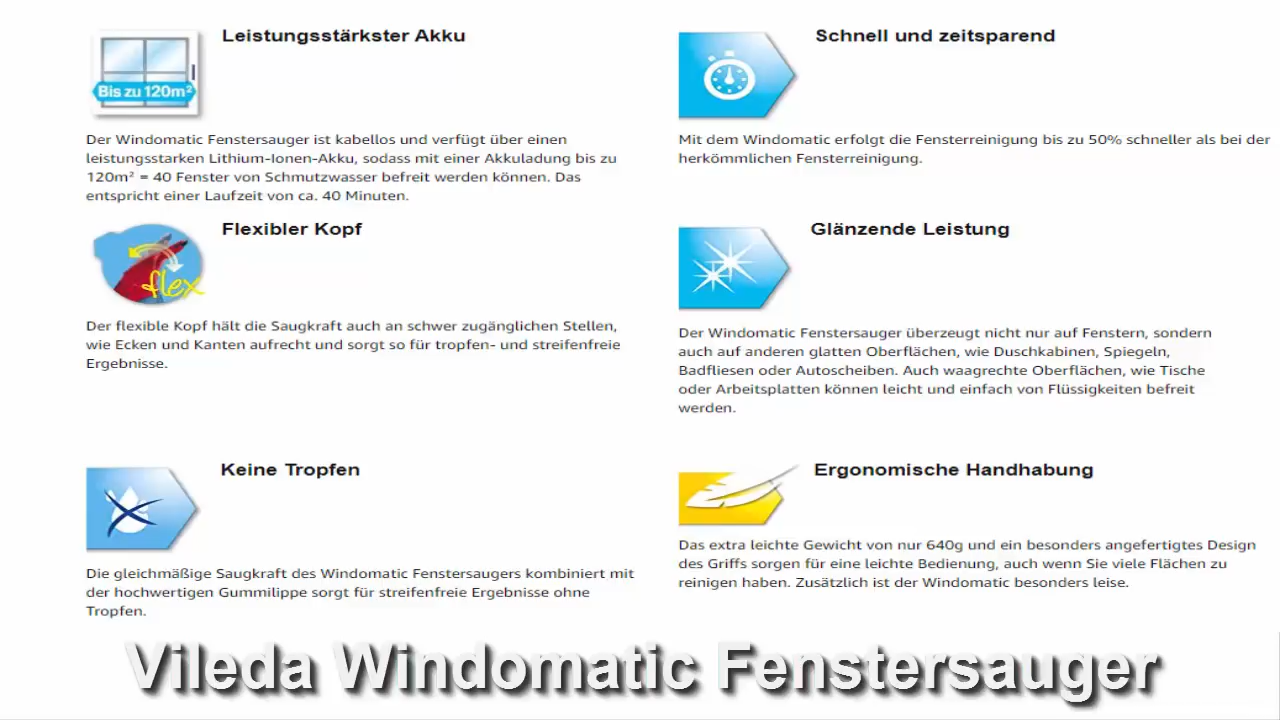 Leistungsstärkster Akku
Bis zu 120m²
Der Windomatic Fenstersauger ist kabellos und verfügt über einen
leistungsstarken Lithium-Ionen-Akku, sodass mit einer Akkuladung bis zu
120m² = 40 Fenster von Schmutzwasser befreit werden können. Das
entspricht einer Laufzeit von ca. 40 Minuten.
Schnell und zeitsparend
Mit dem Windomatic erfolgt die Fensterreinigung bis zu 50% schneller als bei der
herkömmlichen Fensterreinigung.
Flexibler Kopf
flex
Der flexible Kopf hält die Saugkraft auch an schwer zugänglichen Stellen,
wie Ecken und Kanten aufrecht und sorgt so für tropfen- und streifenfreie
Ergebnisse.
Glänzende Leistung
Der Windomatic Fenstersauger überzeugt nicht nur auf Fenstern, sondern
auch auf anderen glatten Oberflächen, wie Duschkabinen, Spiegeln,
Badfliesen oder Autoscheiben. Auch waagrechte Oberflächen, wie Tische
oder Arbeitsplatten können leicht und einfach von Flüssigkeiten befreit
werden.
Keine Tropfen
Die gleichmäßige Saugkraft des Windomatic Fenstersaugers kombiniert mit
der hochwertigen Gummilippe sorgt für streifenfreie Ergebnisse ohne
Tropfen.
Ergonomische Handhabung
Das extra leichte Gewicht von nur 640g und ein besonders angefertigtes Design
des Griffs sorgen für eine leichte Bedienung, auch wenn Sie viele Flächen zu
reinigen haben. Zusätzlich ist der Windomatic besonders leise.
Vileda Windomatic Fenstersauger